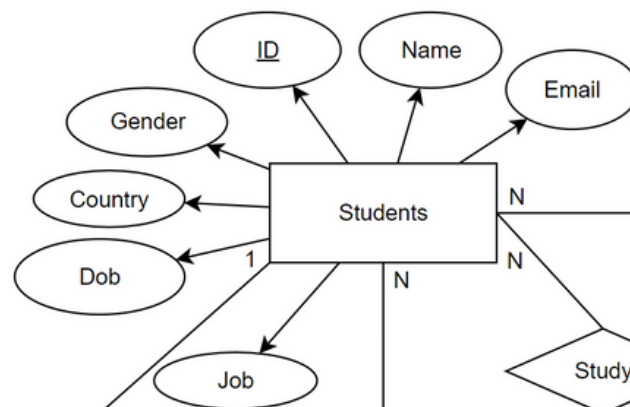 ID
Name
Email
Gender
Country
Students
N
Dob
1
N
N
Job
Study